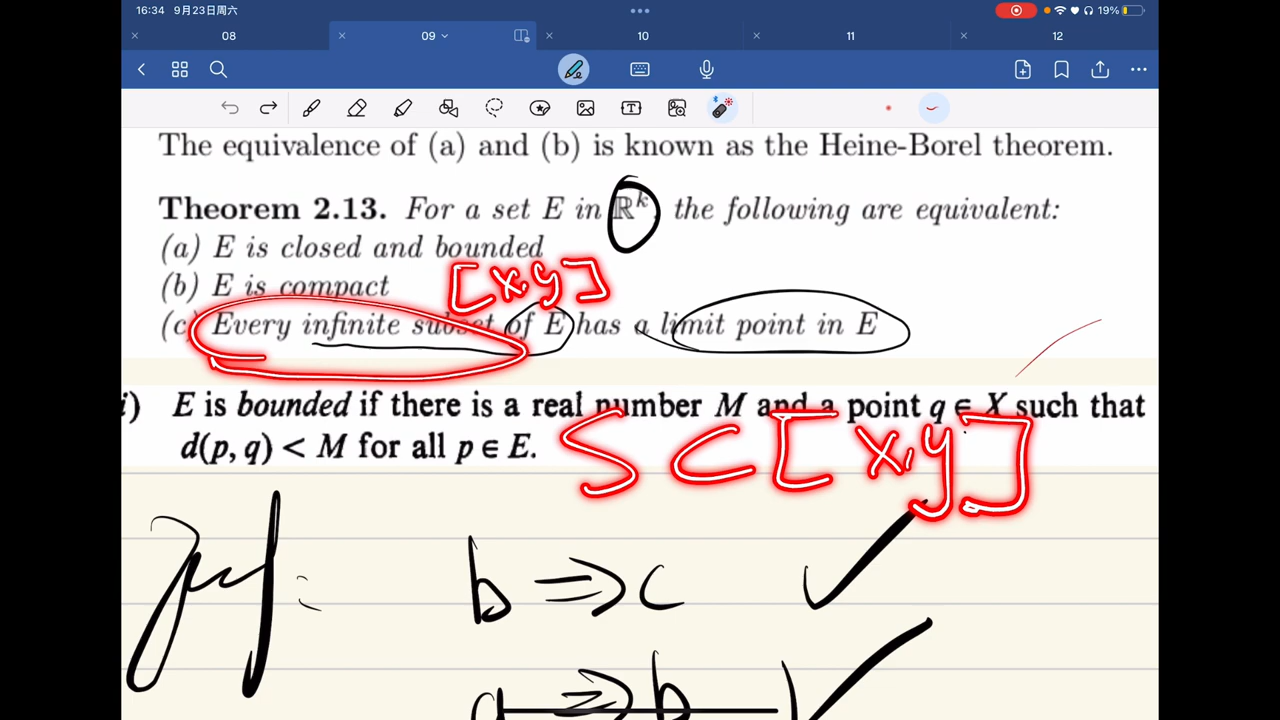 16:34 9月23日周六
19%
08
09
10
11
12
The equivalence of (a) and (b) is known as the Heine-Borel theorem.
Theorem 2.13. For a set E in ℝᵏ, the following are equivalent:
(a) E is closed and bounded
(b) E is compact
[x,y]
(c) Every infinite subset of E has a limit point in E
i) E is bounded if there is a real number M and a point q ∈ X such that
d(p, q) < M for all p ∈ E.
S ⊂ [x,y]
b ⇒ c
a ⇒ b